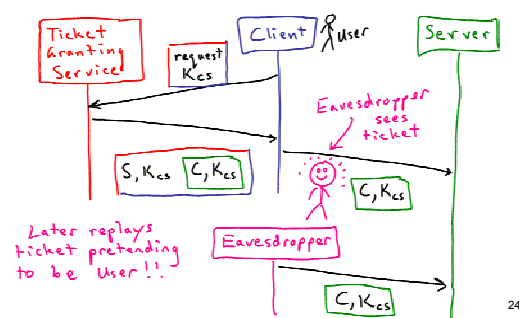 Ticket
Granting
Service
request
Kcs
Client
User
Server
Eavesdropper
sees
ticket
S, Kcs C, Kcs
C, Kcs
Later replays
ticket pretending
to be User!!
Eavesdropper
C, Kcs
24